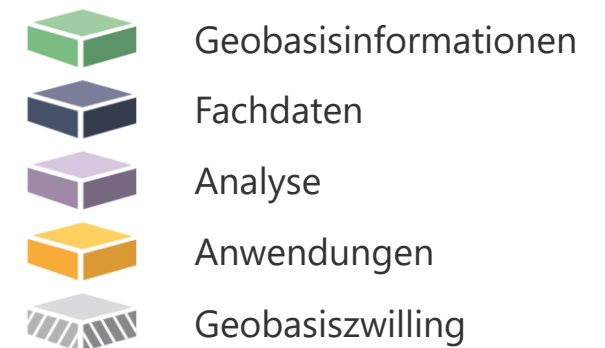 Geobasisinformationen
Fachdaten
Analyse
Anwendungen
Geobasiszwilling